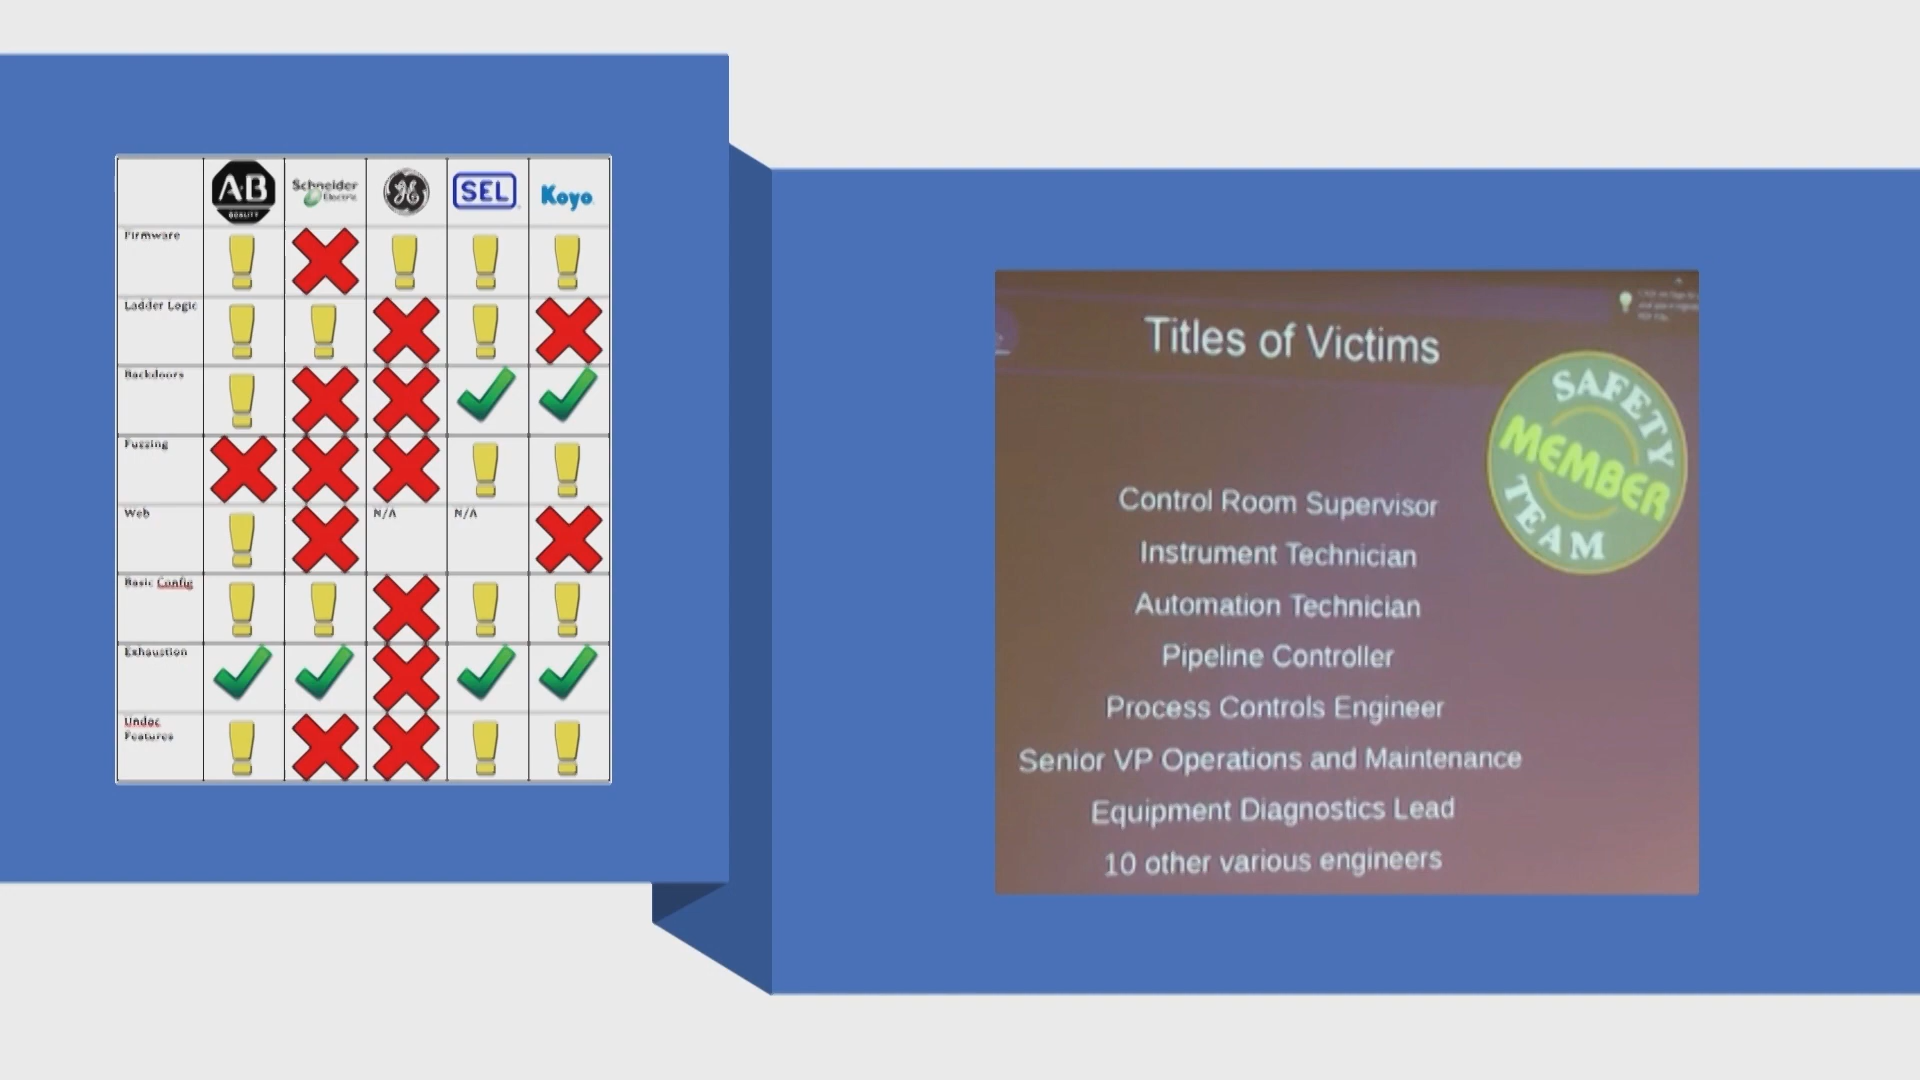 A·B
QUALITY
Schneider
Electric
GE
SEL
Koyo
Firmware
Ladder Logic
Backdoors
Fuzzing
Web
N/A
N/A
Basic Config
Exhaustion
Undoc
Features
Titles of Victims
SAFETY
MEMBER
TEAM
Control Room Supervisor
Instrument Technician
Automation Technician
Pipeline Controller
Process Controls Engineer
Senior VP Operations and Maintenance
Equipment Diagnostics Lead
10 other various engineers